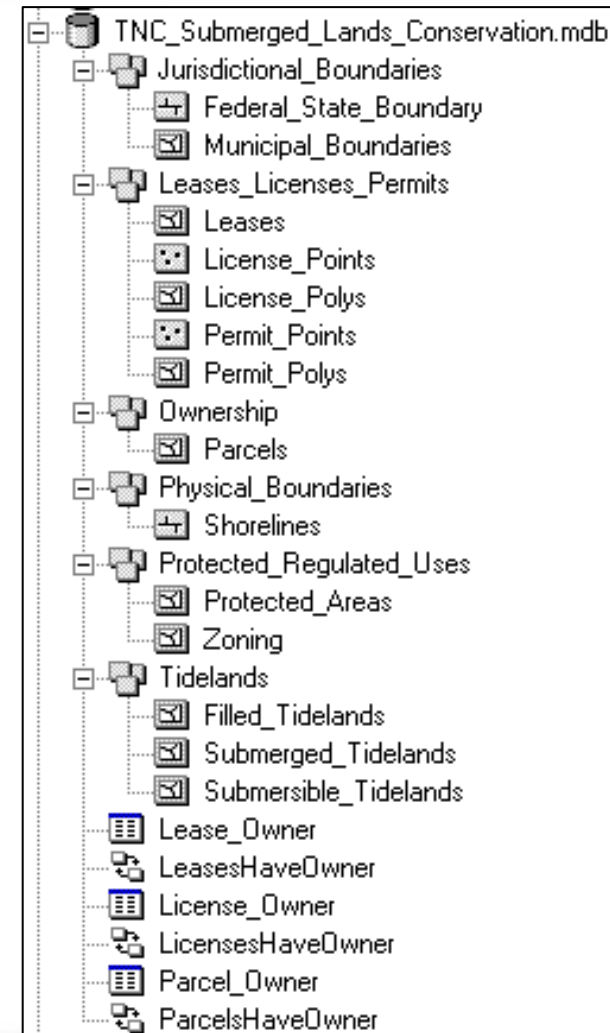 TNC_Submerged_Lands_Conservation.mdb
Jurisdictional_Boundaries
Federal_State_Boundary
Municipal_Boundaries
Leases_Licenses_Permits
Leases
License_Points
License_Polys
Permit_Points
Permit_Polys
Ownership
Parcels
Physical_Boundaries
Shorelines
Protected_Regulated_Uses
Protected_Areas
Zoning
Tidelands
Filled_Tidelands
Submerged_Tidelands
Submersible_Tidelands
Lease_Owner
LeasesHaveOwner
License_Owner
LicensesHaveOwner
Parcel_Owner
ParcelsHaveOwner